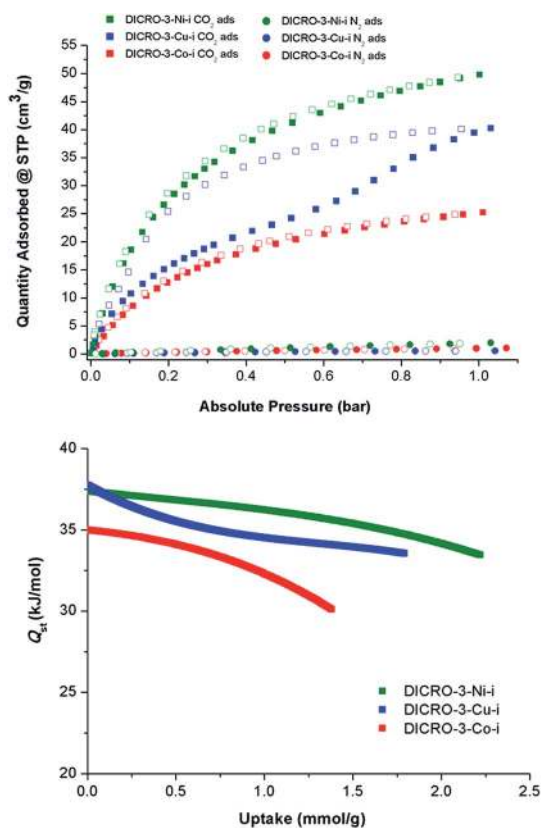 DICRO-3-Ni-i CO2 ads DICRO-3-Ni-i N2 ads
DICRO-3-Cu-i CO2 ads DICRO-3-Cu-i N2 ads
DICRO-3-Co-i CO2 ads DICRO-3-Co-i N2 ads
55
50
45
40
35
30
25
20
15
10
5
0
Quantity Adsorbed @ STP (cm³/g)
0.0 0.2 0.4 0.6 0.8 1.0
Absolute Pressure (bar)
40
35
30
25
20
Qst (kJ/mol)
DICRO-3-Ni-i
DICRO-3-Cu-i
DICRO-3-Co-i
0.0 0.5 1.0 1.5 2.0 2.5
Uptake (mmol/g)